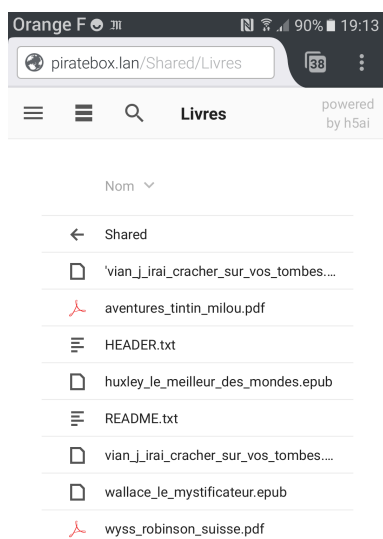 Orange F 90% 19:13
piratebox.lan/Shared/Livres 38
Livres powered
by h5ai
Nom
Shared
'vian_j_irai_cracher_sur_vos_tombes....
aventures_tintin_milou.pdf
HEADER.txt
huxley_le_meilleur_des_mondes.epub
README.txt
vian_j_irai_cracher_sur_vos_tombes....
wallace_le_mystificateur.epub
wyss_robinson_suisse.pdf